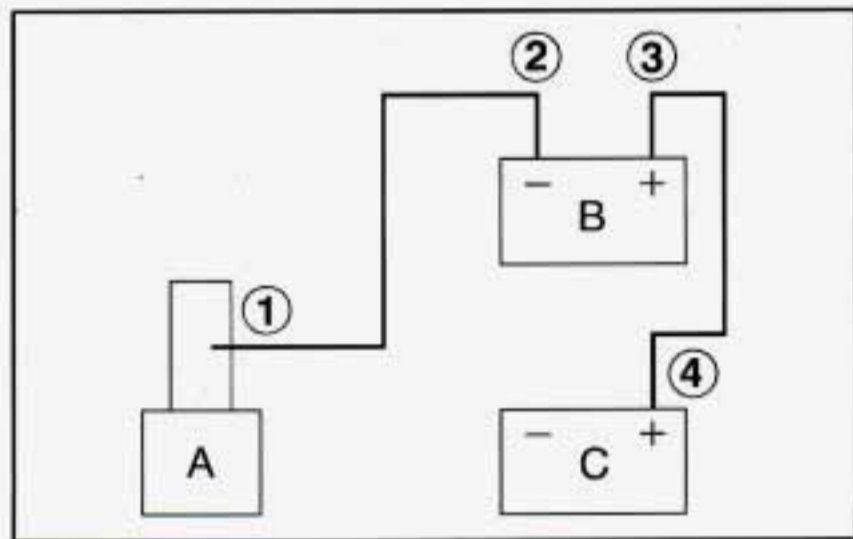 ② ③
− +
B
①
④
− +
A C